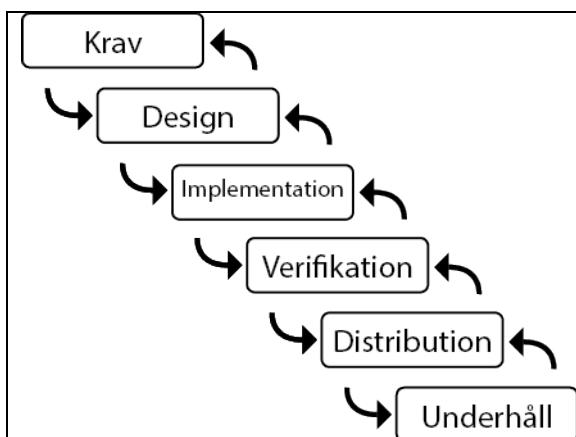 Krav
Design
Implementation
Verifikation
Distribution
Underhåll